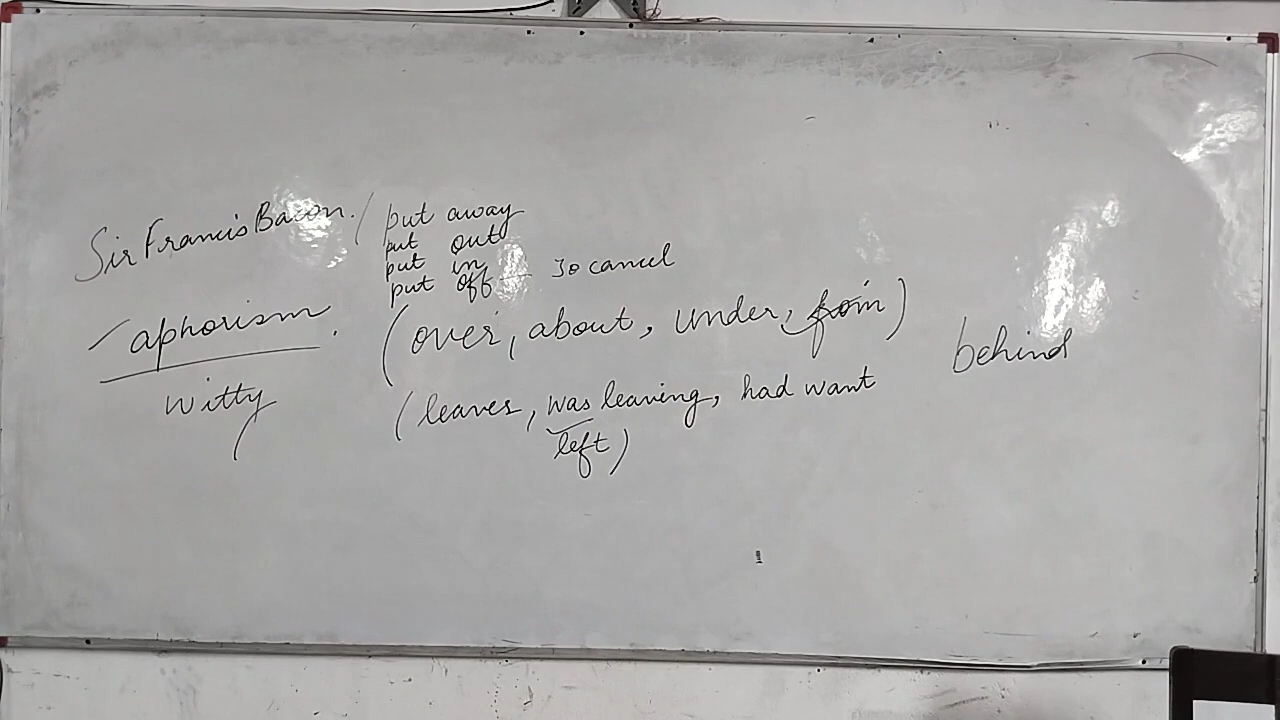 Sir Francis Bacon. / put away
put out
put in
put off — To cancel
aphorism. (over, about, under, in)
behind
witty
(leaves, was leaving, had want
left)